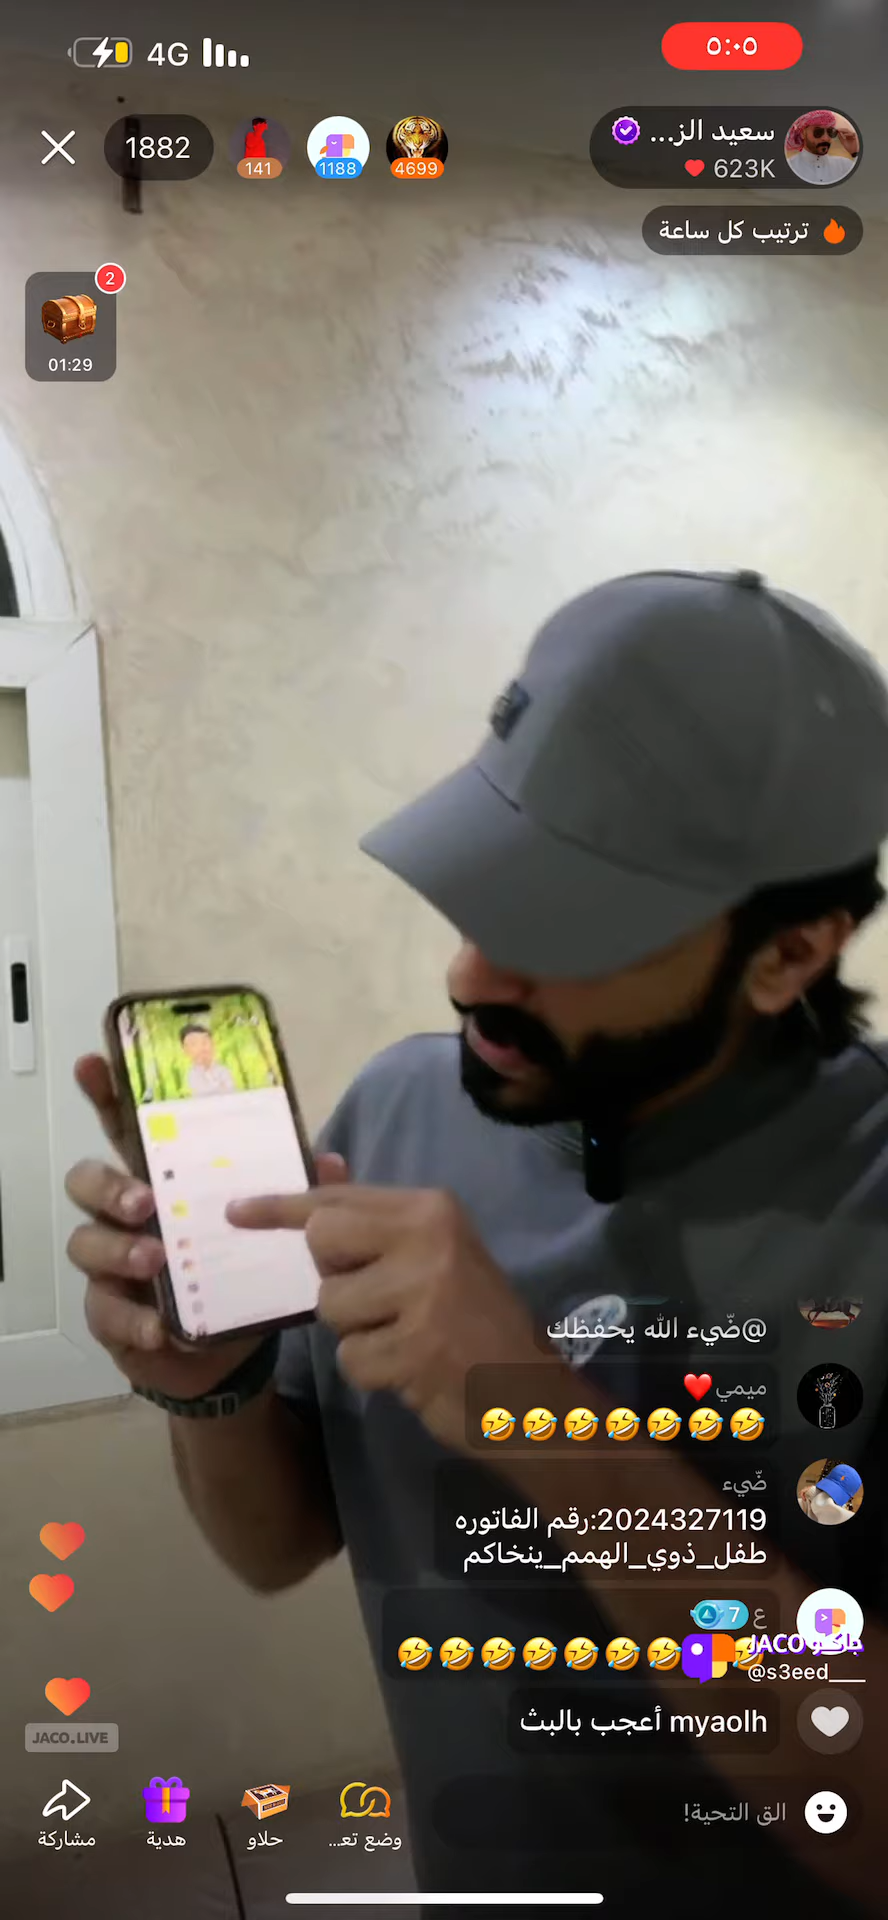 4G
٥:٠٥
1882
141
1188
4699
سعيد الز...
623K
ترتيب كل ساعة
2
01:29
@ضّيء الله يحفظك
ميمي❤️
🤣🤣🤣🤣🤣🤣🤣
ضّيء
2024327119:رقم الفاتوره
طفل_ذوي_الهمم_ينخاكم
ع
7
🤣🤣🤣🤣🤣🤣🤣🤣🤣
JACO جاكو
@s3eed___
myaolh أعجب بالبث
JACO.LIVE
الق التحية!
وضع تعـ...
حلاو
هدية
مشاركة